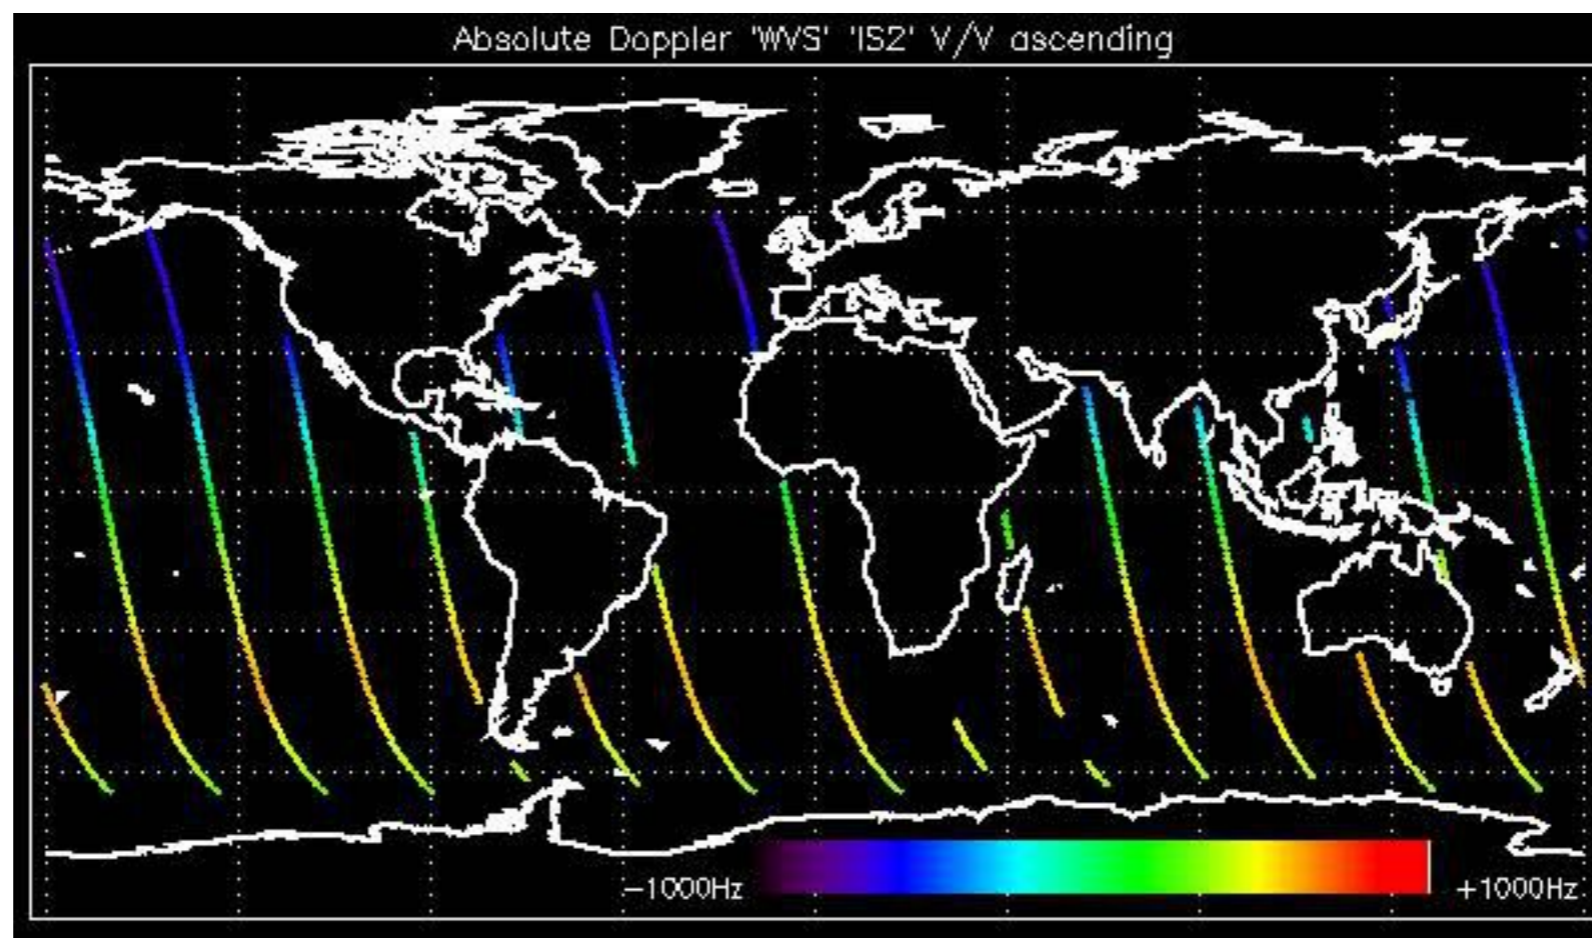 Absolute Doppler 'WVS' 'IS2' V/V ascending
-1000Hz
+1000Hz